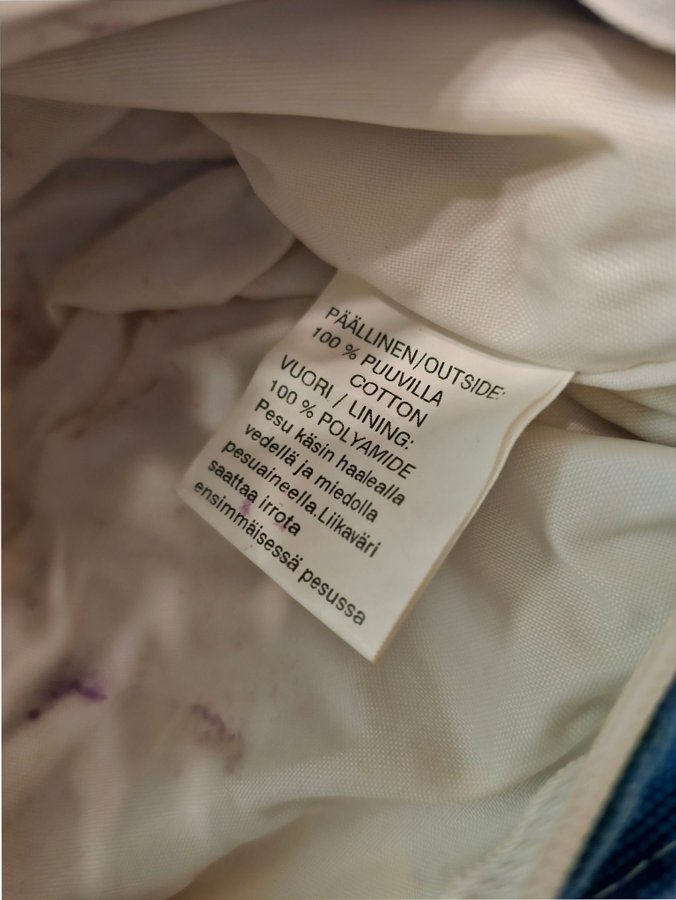 PÄÄLLINEN/OUTSIDE:
100 % PUUVILLA
COTTON
VUORI / LINING:
100 % POLYAMIDE
Pesu käsin haalealla
vedellä ja miedolla
pesuaineella.Liikaväri
saattaa irrota
ensimmäisessä pesussa